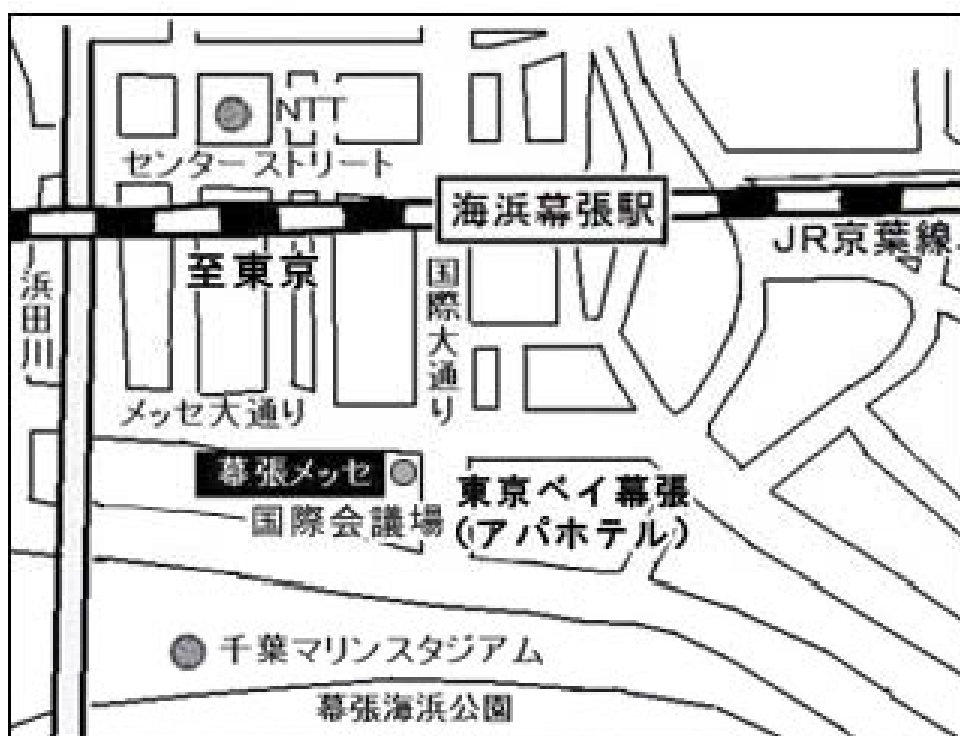 NTT
センターストリート
海浜幕張駅
JR京葉線
至東京
浜田川
国際大通り
メッセ大通り
幕張メッセ
国際会議場
東京ベイ幕張
(アパホテル)
千葉マリンスタジアム
幕張海浜公園